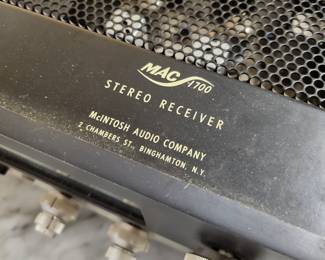 MAC 1700
STEREO RECEIVER
McINTOSH AUDIO COMPANY
2 CHAMBERS ST., BINGHAMTON, N.Y.